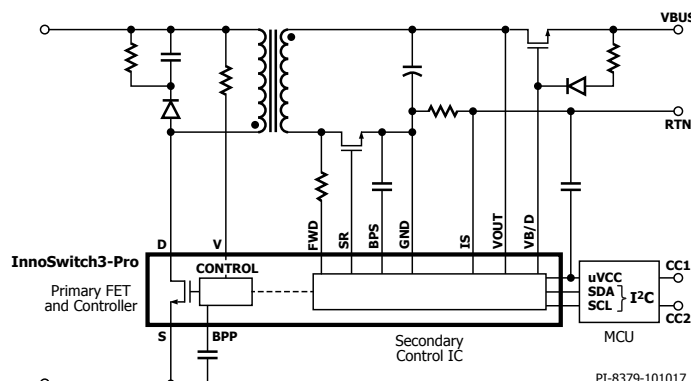 VBUS
RTN
FWD
SR
BPS
GND
IS
VOUT
VB/D
D
V
InnoSwitch3-Pro
CONTROL
Primary FET
and Controller
S
BPP
Secondary
Control IC
uVCC
SDA
SCL
I²C
MCU
CC1
CC2
PI-8379-101017